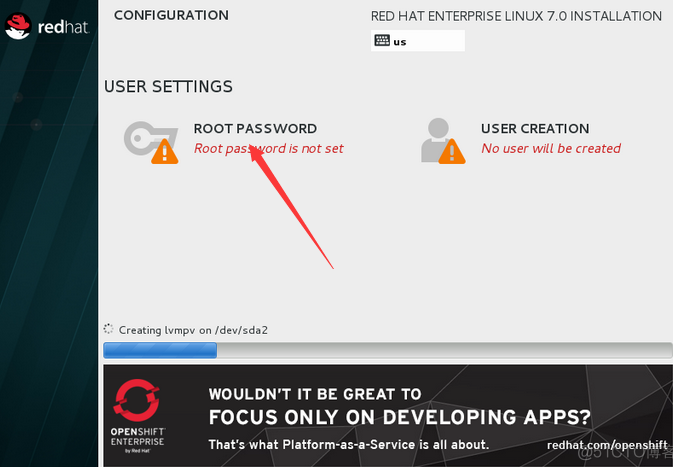 redhat.
CONFIGURATION
RED HAT ENTERPRISE LINUX 7.0 INSTALLATION
us
USER SETTINGS
ROOT PASSWORD
Root password is not set
USER CREATION
No user will be created
Creating lvmpv on /dev/sda2
OPENSHIFT
ENTERPRISE
by Red Hat
WOULDN'T IT BE GREAT TO
FOCUS ONLY ON DEVELOPING APPS?
That's what Platform-as-a-Service is all about.
redhat.com/openshift
@51CTO博客